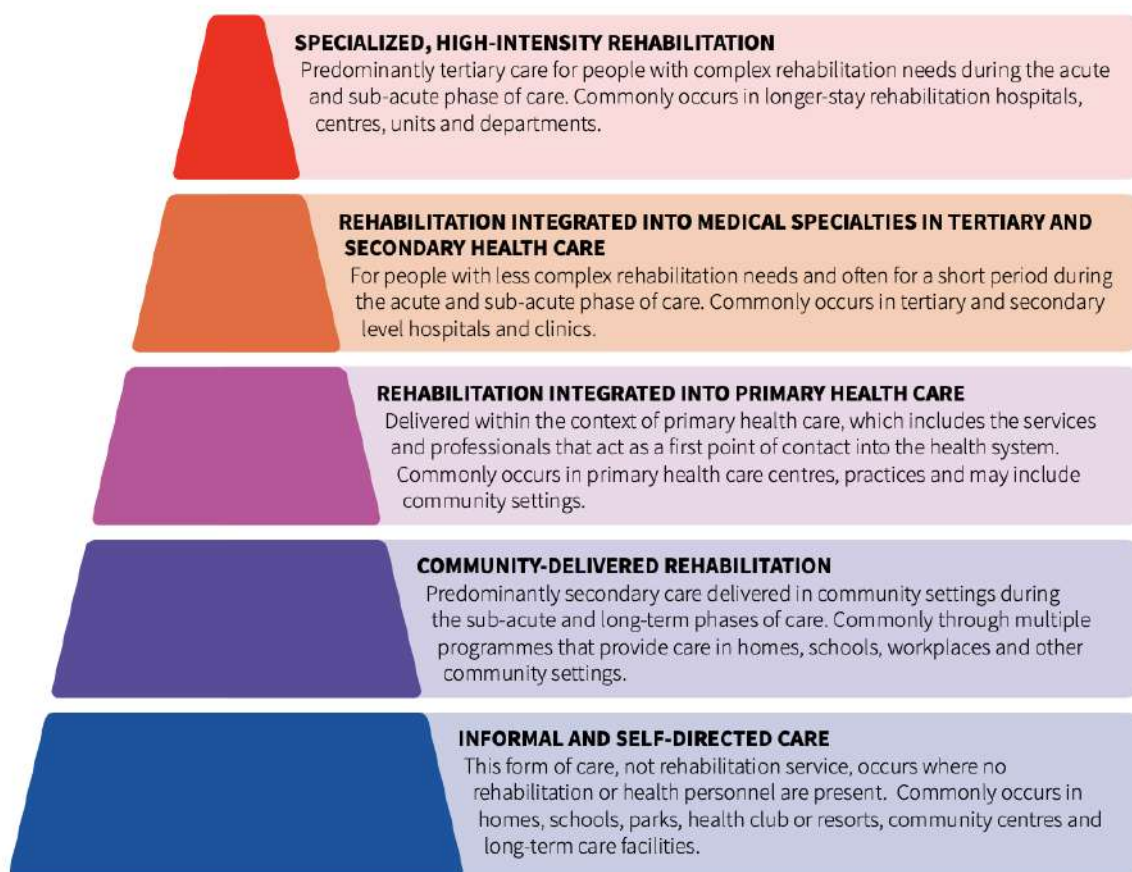 SPECIALIZED, HIGH-INTENSITY REHABILITATION
Predominantly tertiary care for people with complex rehabilitation needs during the acute
and sub-acute phase of care. Commonly occurs in longer-stay rehabilitation hospitals,
centres, units and departments.
REHABILITATION INTEGRATED INTO MEDICAL SPECIALTIES IN TERTIARY AND
SECONDARY HEALTH CARE
For people with less complex rehabilitation needs and often for a short period during
the acute and sub-acute phase of care. Commonly occurs in tertiary and secondary
level hospitals and clinics.
REHABILITATION INTEGRATED INTO PRIMARY HEALTH CARE
Delivered within the context of primary health care, which includes the services
and professionals that act as a first point of contact into the health system.
Commonly occurs in primary health care centres, practices and may include
community settings.
COMMUNITY-DELIVERED REHABILITATION
Predominantly secondary care delivered in community settings during
the sub-acute and long-term phases of care. Commonly through multiple
programmes that provide care in homes, schools, workplaces and other
community settings.
INFORMAL AND SELF-DIRECTED CARE
This form of care, not rehabilitation service, occurs where no
rehabilitation or health personnel are present. Commonly occurs in
homes, schools, parks, health club or resorts, community centres and
long-term care facilities.